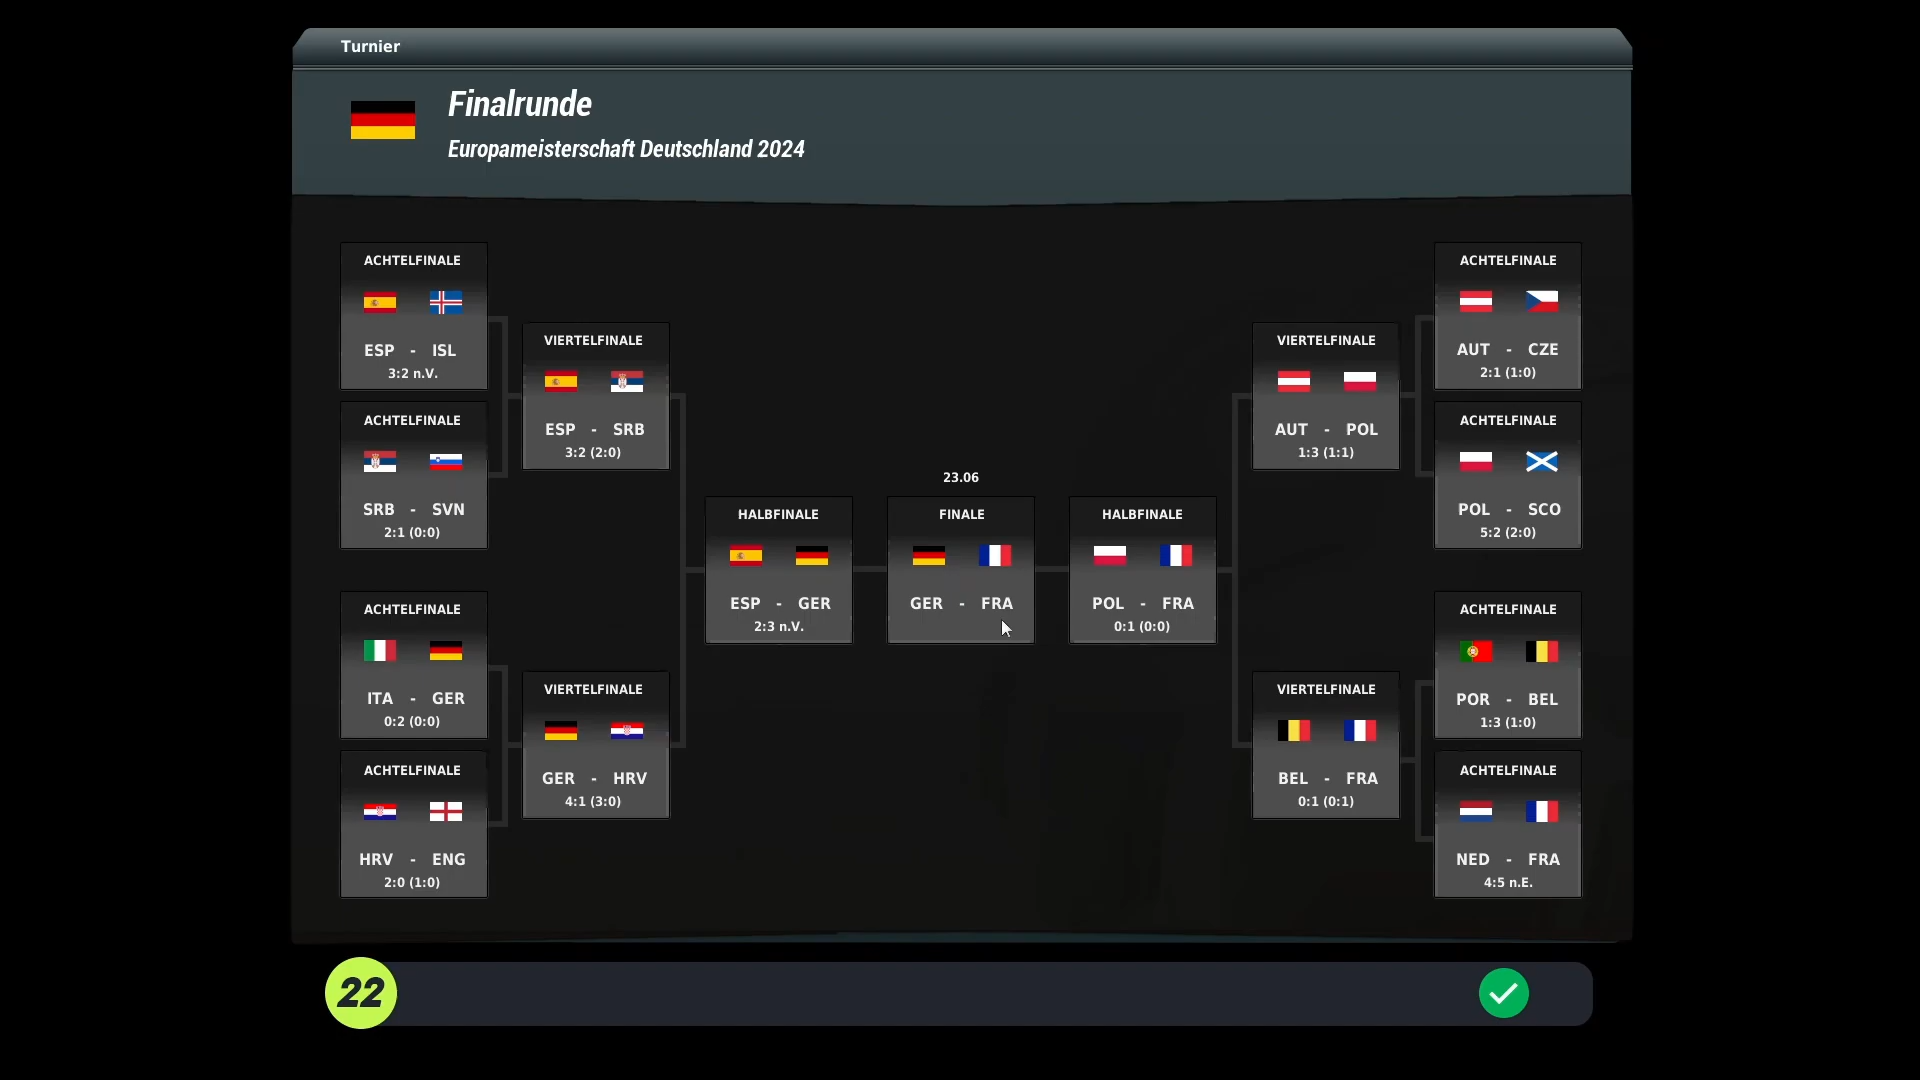 Turnier
Finalrunde
Europameisterschaft Deutschland 2024
ACHTELFINALE
ESP - ISL
3:2 n.V.
ACHTELFINALE
SRB - SVN
2:1 (0:0)
ACHTELFINALE
ITA - GER
0:2 (0:0)
ACHTELFINALE
HRV - ENG
2:0 (1:0)
VIERTELFINALE
ESP - SRB
3:2 (2:0)
VIERTELFINALE
GER - HRV
4:1 (3:0)
HALBFINALE
ESP - GER
2:3 n.V.
23.06
FINALE
GER - FRA
HALBFINALE
POL - FRA
0:1 (0:0)
VIERTELFINALE
AUT - POL
1:3 (1:1)
VIERTELFINALE
BEL - FRA
0:1 (0:1)
ACHTELFINALE
AUT - CZE
2:1 (1:0)
ACHTELFINALE
POL - SCO
5:2 (2:0)
ACHTELFINALE
POR - BEL
1:3 (1:0)
ACHTELFINALE
NED - FRA
4:5 n.E.
22